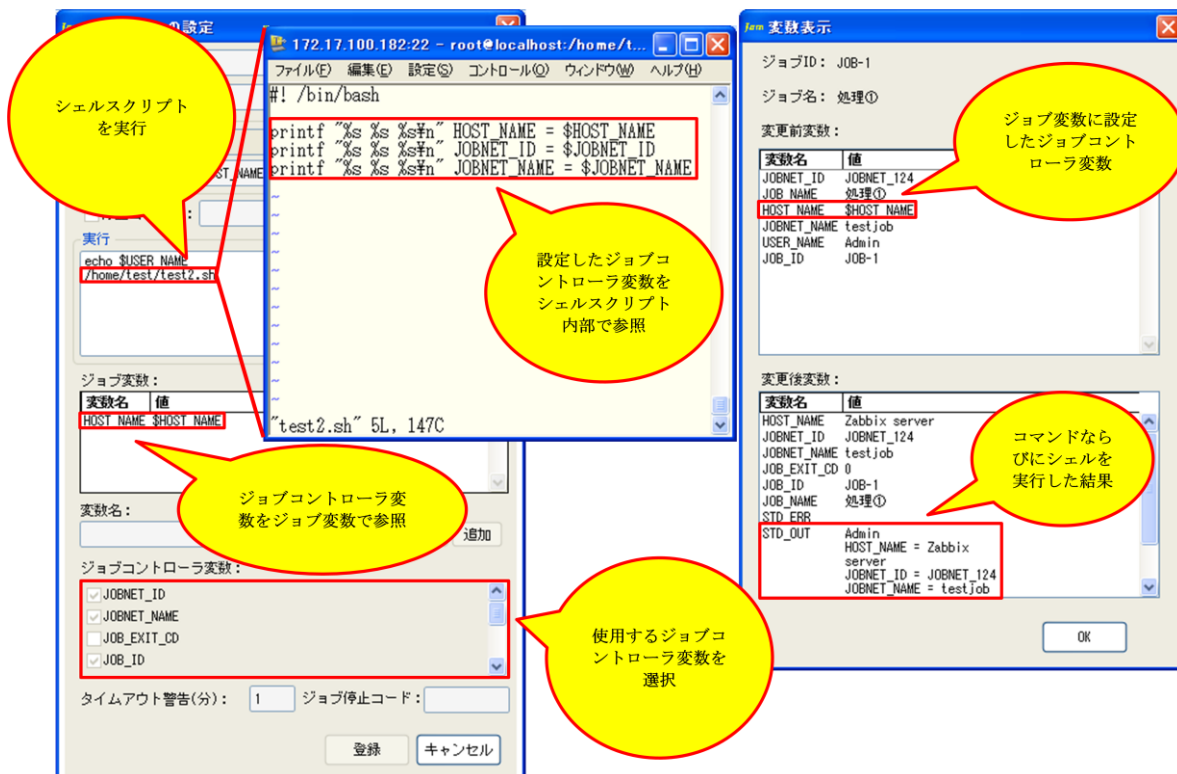 の設定
シェルスクリプト
を実行
実行
echo $USER_NAME
/home/test/test2.sh
ジョブ変数：
変数名 値
HOST_NAME $HOST_NAME
ジョブコントローラ変
数をジョブ変数で参照
変数名：
追加
ジョブコントローラ変数：
JOBNET_ID
JOBNET_NAME
JOB_EXIT_CD
JOB_ID
使用するジョブコ
ントローラ変数を
選択
タイムアウト警告(分)： 1 ジョブ停止コード：
登録 キャンセル
172.17.100.182:22 - root@localhost:/home/t...
ファイル(F) 編集(E) 設定(S) コントロール(O) ウィンドウ(W) ヘルプ(H)
#! /bin/bash
printf "%s %s %s¥n" HOST_NAME = $HOST_NAME
printf "%s %s %s¥n" JOBNET_ID = $JOBNET_ID
printf "%s %s %s¥n" JOBNET_NAME = $JOBNET_NAME
~
~
~
~
~
~
~
~
~
~
~
~
"test2.sh" 5L, 147C
設定したジョブコ
ントローラ変数を
シェルスクリプト
内部で参照
Jam 変数表示
ジョブID： JOB-1
ジョブ名： 処理①
変更前変数：
変数名 値
JOBNET_ID JOBNET_124
JOB_NAME 処理①
HOST_NAME $HOST_NAME
JOBNET_NAME testjob
USER_NAME Admin
JOB_ID JOB-1
ジョブ変数に設定
したジョブコント
ローラ変数
変更後変数：
変数名 値
HOST_NAME Zabbix server
JOBNET_ID JOBNET_124
JOBNET_NAME testjob
JOB_EXIT_CD 0
JOB_ID JOB-1
JOB_NAME 処理①
STD_ERR
STD_OUT Admin
HOST_NAME = Zabbix
server
JOBNET_ID = JOBNET_124
JOBNET_NAME = testjob
コマンドなら
びにシェルを
実行した結果
OK